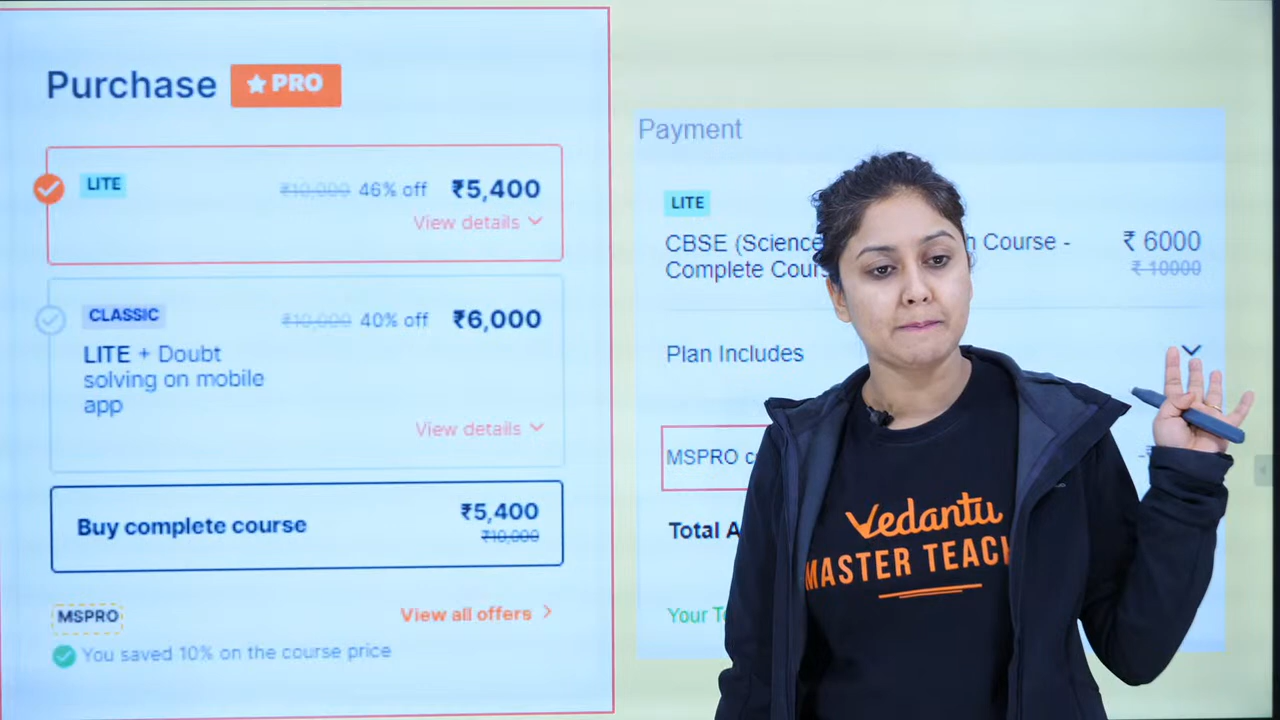 Purchase PRO
LITE ₹10,000 46% off ₹5,400
View details
CLASSIC ₹10,000 40% off ₹6,000
LITE + Doubt
solving on mobile
app
View details
Buy complete course ₹5,400
₹10,000
MSPRO View all offers
You saved 10% on the course price
Payment
LITE
CBSE (Science Course - ₹ 6000
Complete ₹ 10000
Plan Includes
MSPRO
Total
Your
Vedantu
MASTER